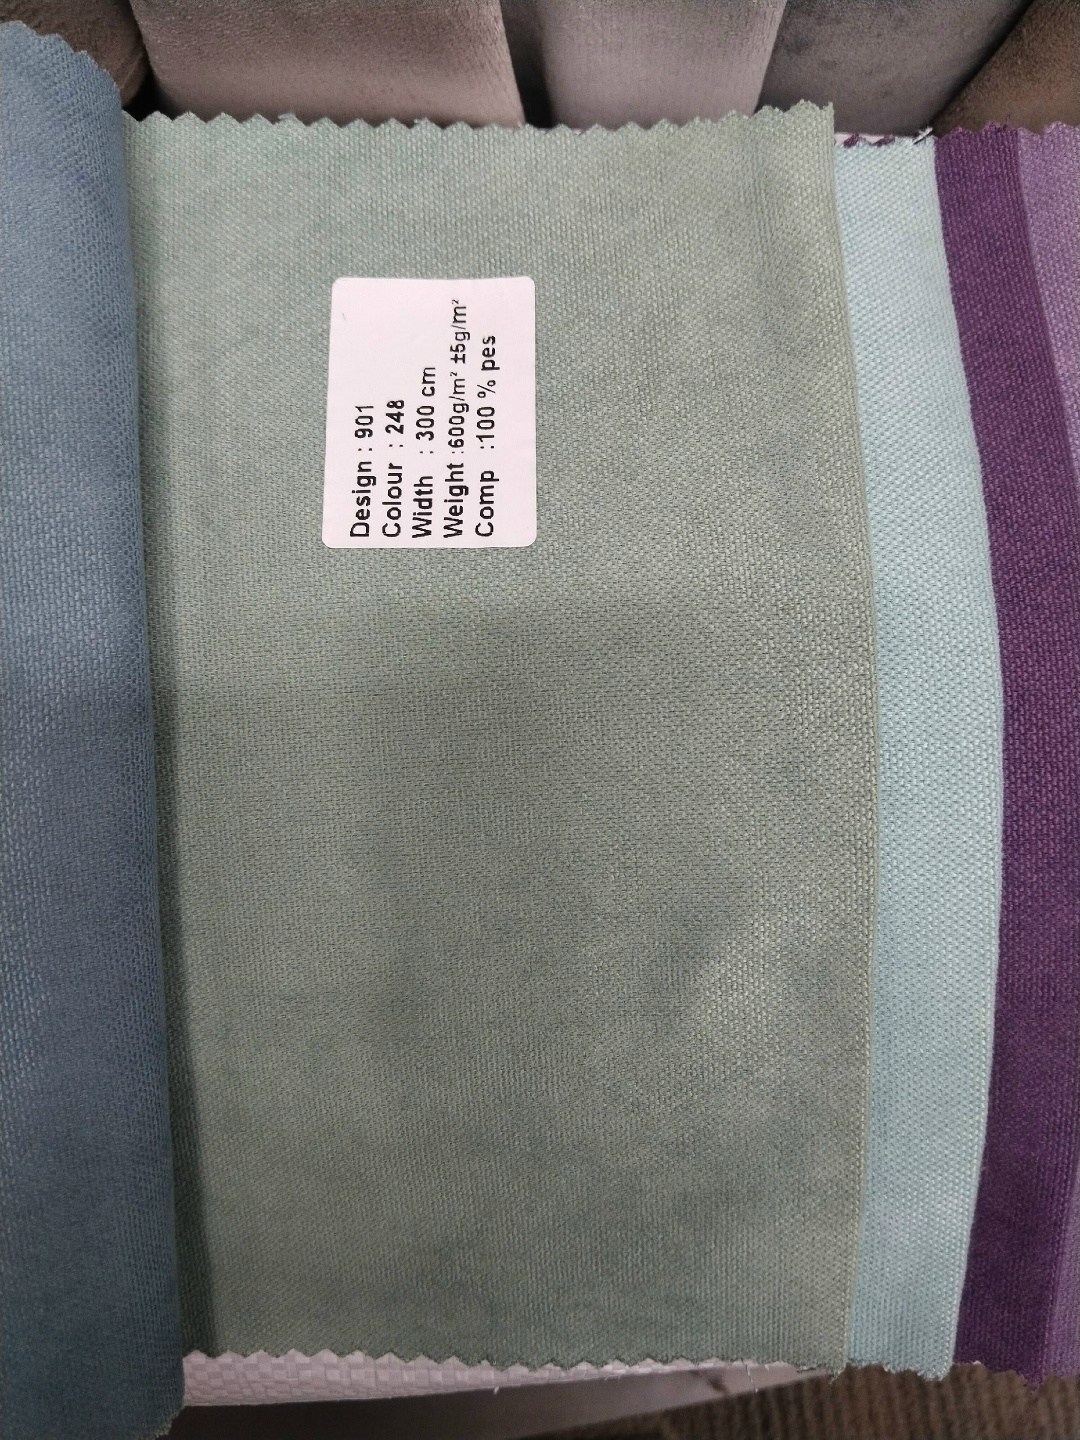 Design : 901
Colour : 248
Width : 300 cm
Weight :600g/m² ±5g/m²
Comp :100 % pes